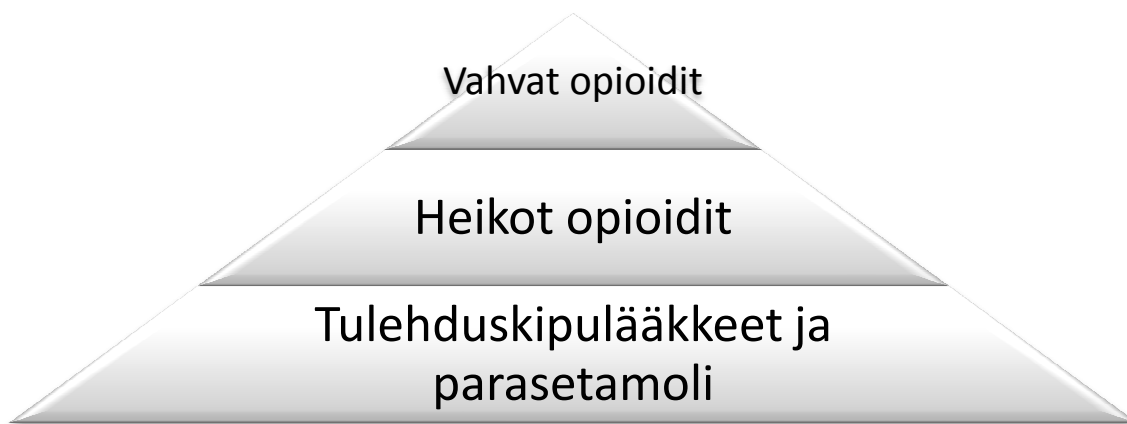 Vahvat opioidit
Heikot opioidit
Tulehduskipulääkkeet ja
parasetamoli